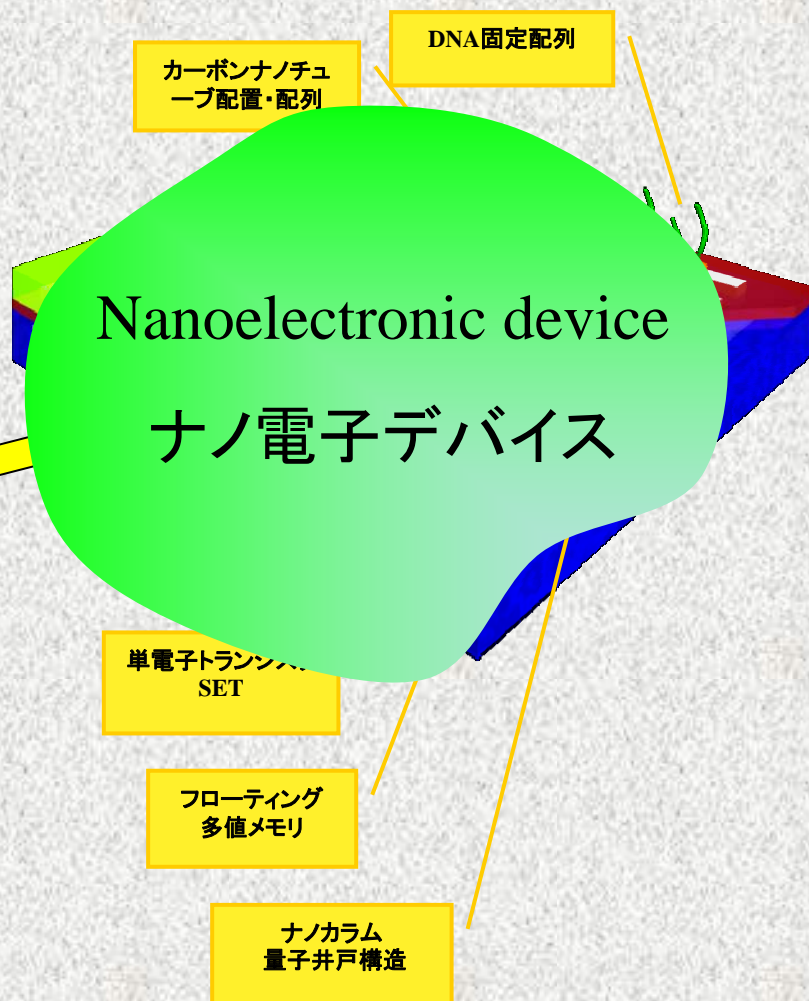 DNA固定配列
カーボンナノチュ
ーブ配置・配列
Nanoelectronic device
ナノ電子デバイス
単電子トランジス
SET
フローティング
多値メモリ
ナノカラム
量子井戸構造